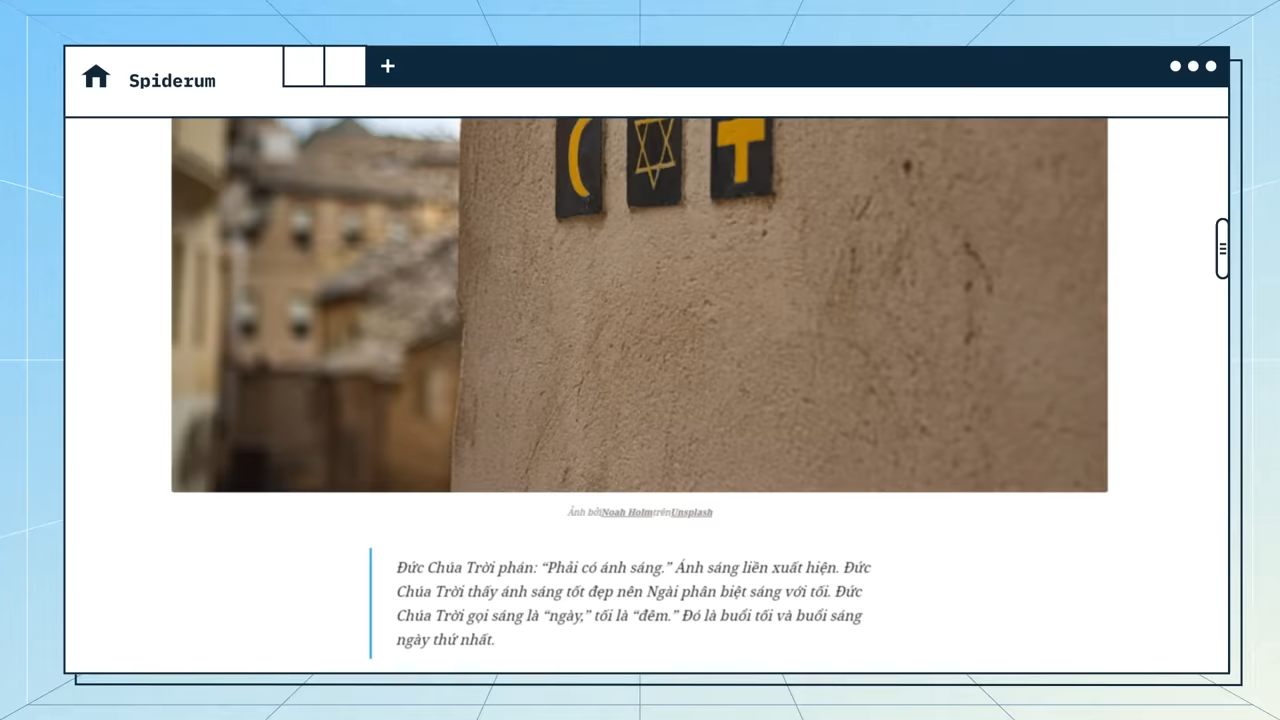 Spiderum
Ảnh bởiNoah HolmtrênUnsplash
Đức Chúa Trời phán: “Phải có ánh sáng.” Ánh sáng liền xuất hiện. Đức
Chúa Trời thấy ánh sáng tốt đẹp nên Ngài phân biệt sáng với tối. Đức
Chúa Trời gọi sáng là “ngày,” tối là “đêm.” Đó là buổi tối và buổi sáng
ngày thứ nhất.